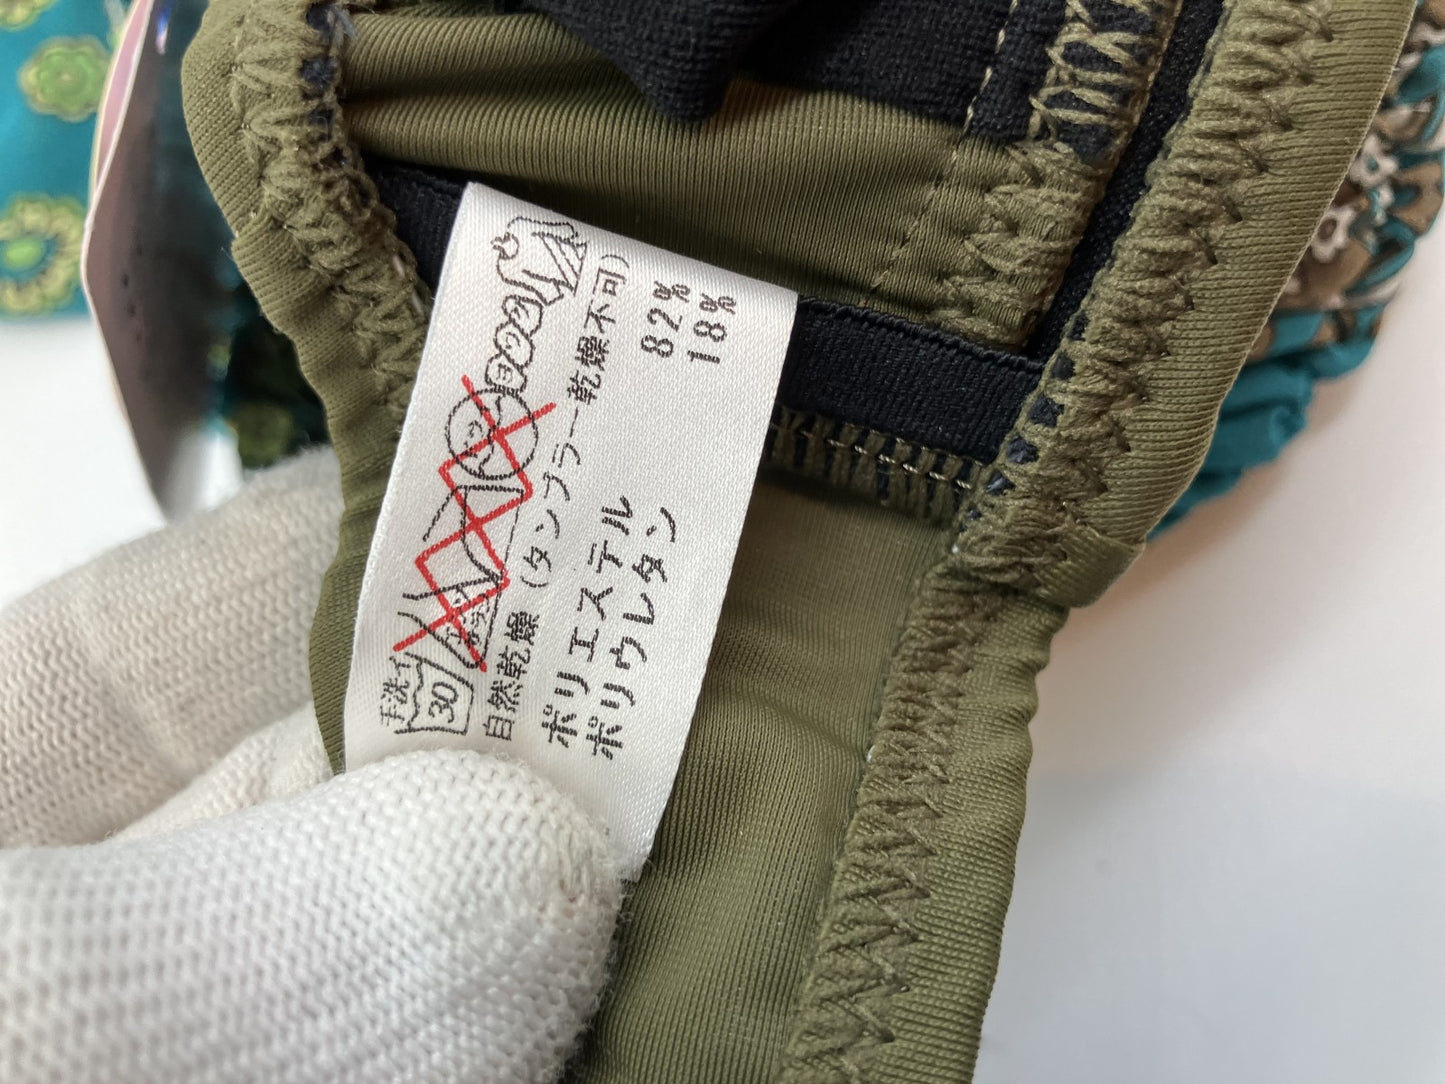 手洗イ
30
自然乾燥(タンブラー乾燥不可)
ポリエステル 82%
ポリウレタン 18%